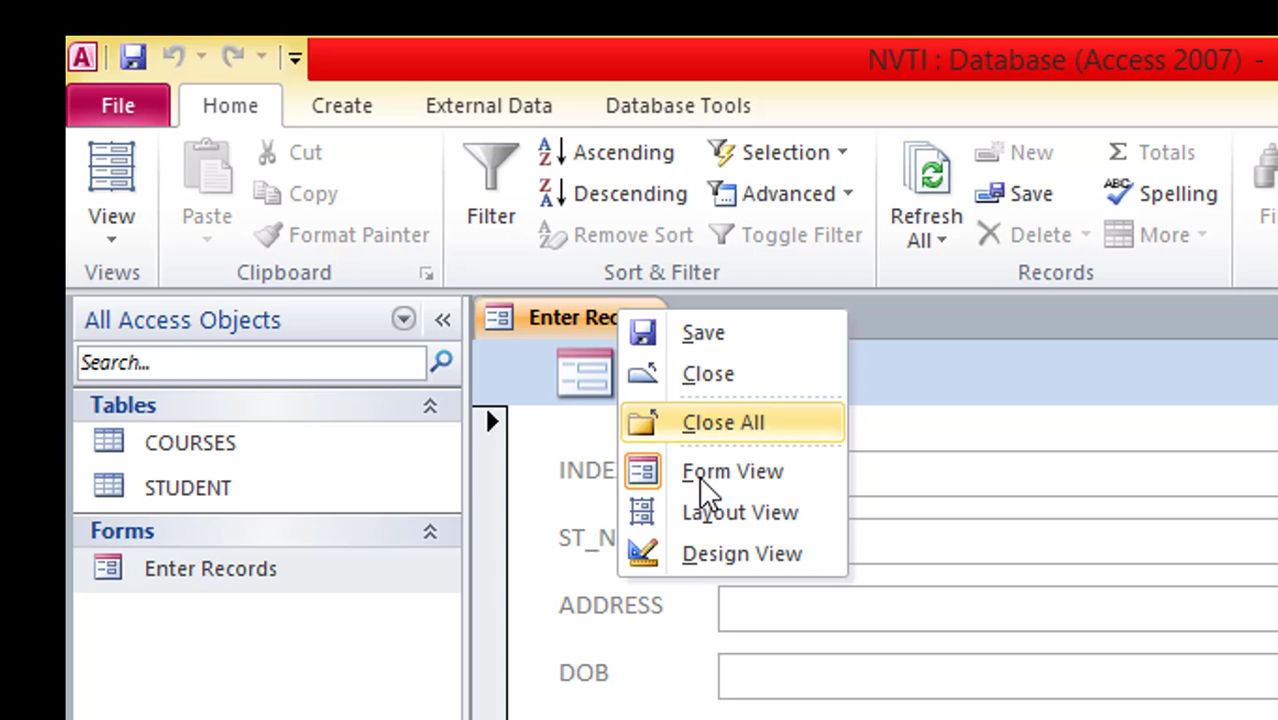 NVTI : Database (Access 2007) -
File Home Create External Data Database Tools
View
Views
Paste
Cut
Copy
Format Painter
Clipboard
Filter
Ascending
Descending
Remove Sort
Selection
Advanced
Toggle Filter
Sort & Filter
Refresh
All
New
Save
Delete
Totals
Spelling
More
Records
Fi
All Access Objects
Search...
Tables
COURSES
STUDENT
Forms
Enter Records
Enter Rec
Save
Close
Close All
Form View
Layout View
Design View
INDE
ST_N
ADDRESS
DOB